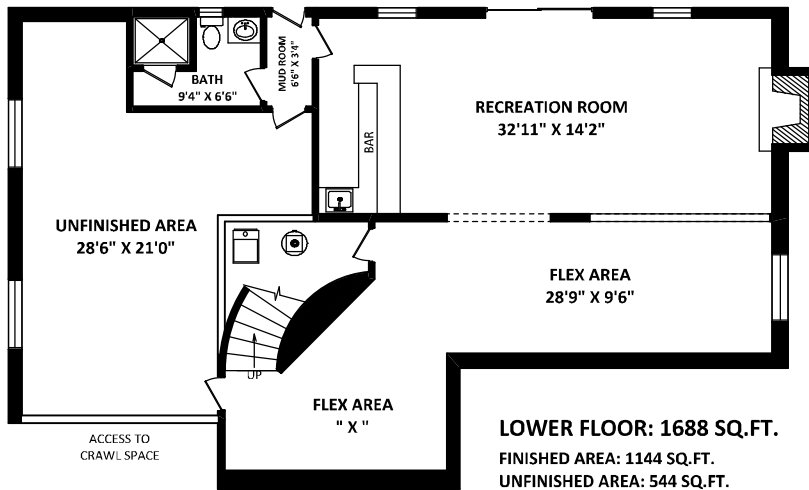 BATH
9'4" X 6'6"
MUD ROOM
6'6" X 3'4"
RECREATION ROOM
32'11" X 14'2"
BAR
UNFINISHED AREA
28'6" X 21'0"
FLEX AREA
28'9" X 9'6"
UP
FLEX AREA
" X "
ACCESS TO
CRAWL SPACE
LOWER FLOOR: 1688 SQ.FT.
FINISHED AREA: 1144 SQ.FT.
UNFINISHED AREA: 544 SQ.FT.